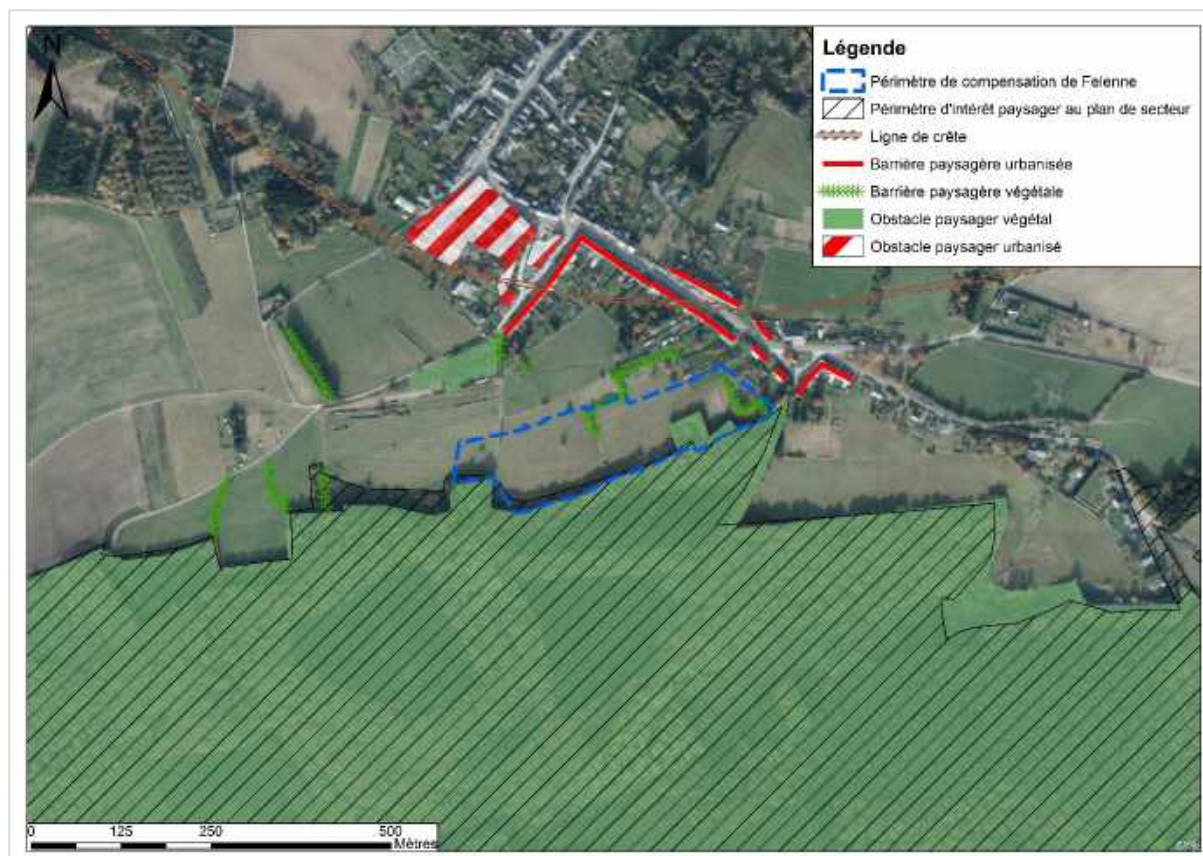 N
Légende
Périmètre de compensation de Felenne
Périmètre d'intérêt paysager au plan de secteur
Ligne de crête
Barrière paysagère urbanisée
Barrière paysagère végétale
Obstacle paysager végétal
Obstacle paysager urbanisé
0 125 250 500
Mètres